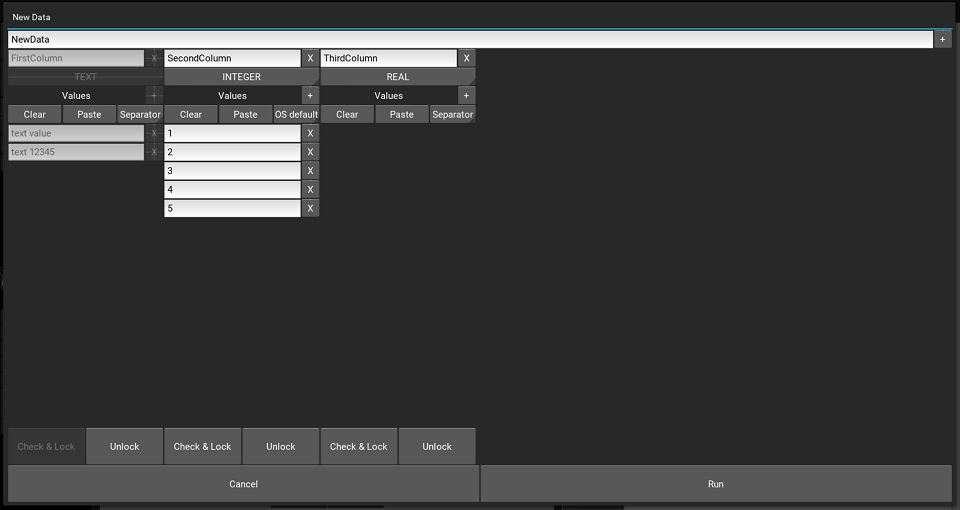 New Data
NewData +
FirstColumn X SecondColumn X ThirdColumn X
TEXT INTEGER REAL
Values + Values + Values +
Clear Paste Separator Clear Paste OS default Clear Paste Separator
text value X 1 X
text 12345 X 2 X
3 X
4 X
5 X
Check & Lock Unlock Check & Lock Unlock Check & Lock Unlock
Cancel Run